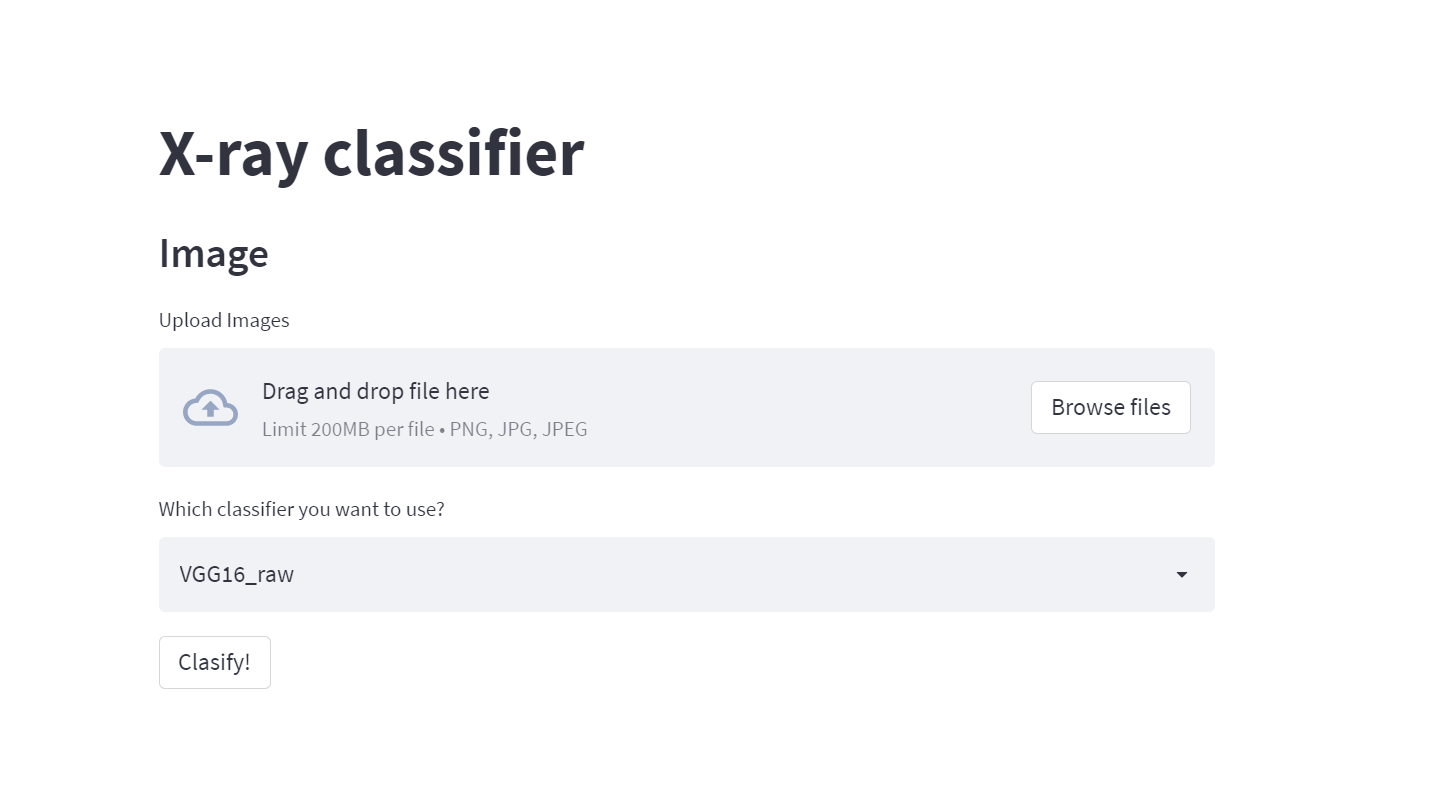 X-ray classifier
Image
Upload Images
Drag and drop file here
Limit 200MB per file • PNG, JPG, JPEG
Browse files
Which classifier you want to use?
VGG16_raw
Clasify!